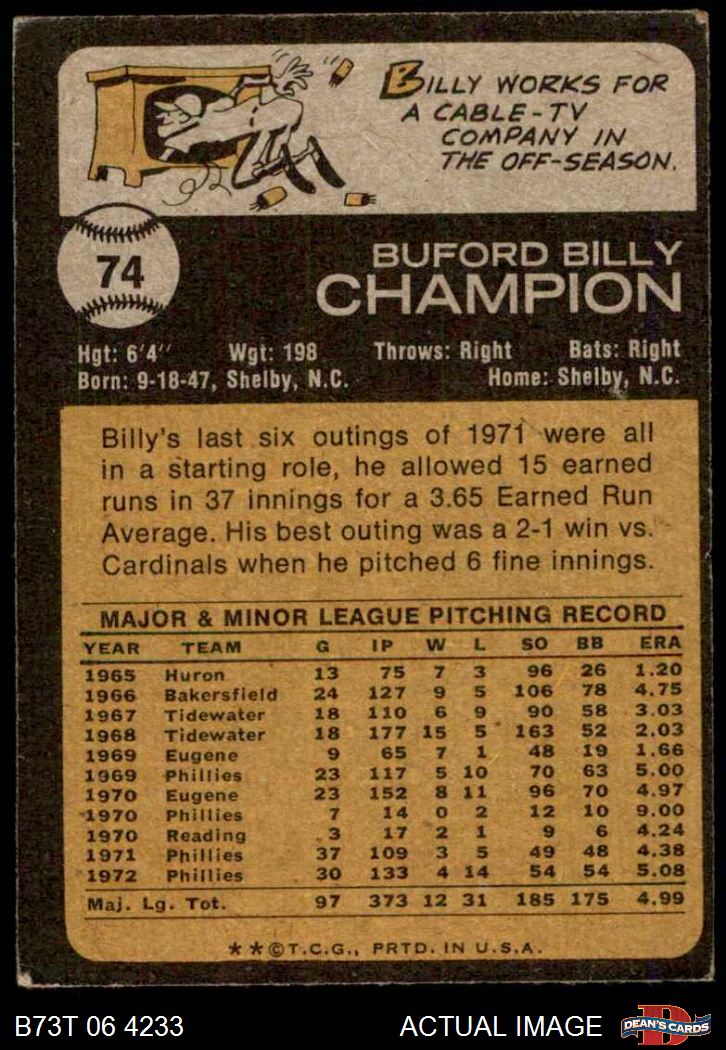 BILLY WORKS FOR
A CABLE-TV
COMPANY IN
THE OFF-SEASON.
74
BUFORD BILLY
CHAMPION
Hgt: 6'4" Wgt: 198 Throws: Right Bats: Right
Born: 9-18-47, Shelby, N.C. Home: Shelby, N.C.
Billy's last six outings of 1971 were all
in a starting role, he allowed 15 earned
runs in 37 innings for a 3.65 Earned Run
Average. His best outing was a 2-1 win vs.
Cardinals when he pitched 6 fine innings.
MAJOR & MINOR LEAGUE PITCHING RECORD
YEAR TEAM G IP W L SO BB ERA
1965 Huron 13 75 7 3 96 26 1.20
1966 Bakersfield 24 127 9 5 106 78 4.75
1967 Tidewater 18 110 6 9 90 58 3.03
1968 Tidewater 18 177 15 5 163 52 2.03
1969 Eugene 9 65 7 1 48 19 1.66
1969 Phillies 23 117 5 10 70 63 5.00
1970 Eugene 23 152 8 11 96 70 4.97
1970 Phillies 7 14 0 2 12 10 9.00
1970 Reading 3 17 2 1 9 6 4.24
1971 Phillies 37 109 3 5 49 48 4.38
1972 Phillies 30 133 4 14 54 54 5.08
Maj. Lg. Tot. 97 373 12 31 185 175 4.99
**©T.C.G., PRTD. IN U.S.A.
B73T 06 4233 ACTUAL IMAGE DEAN'S CARDS